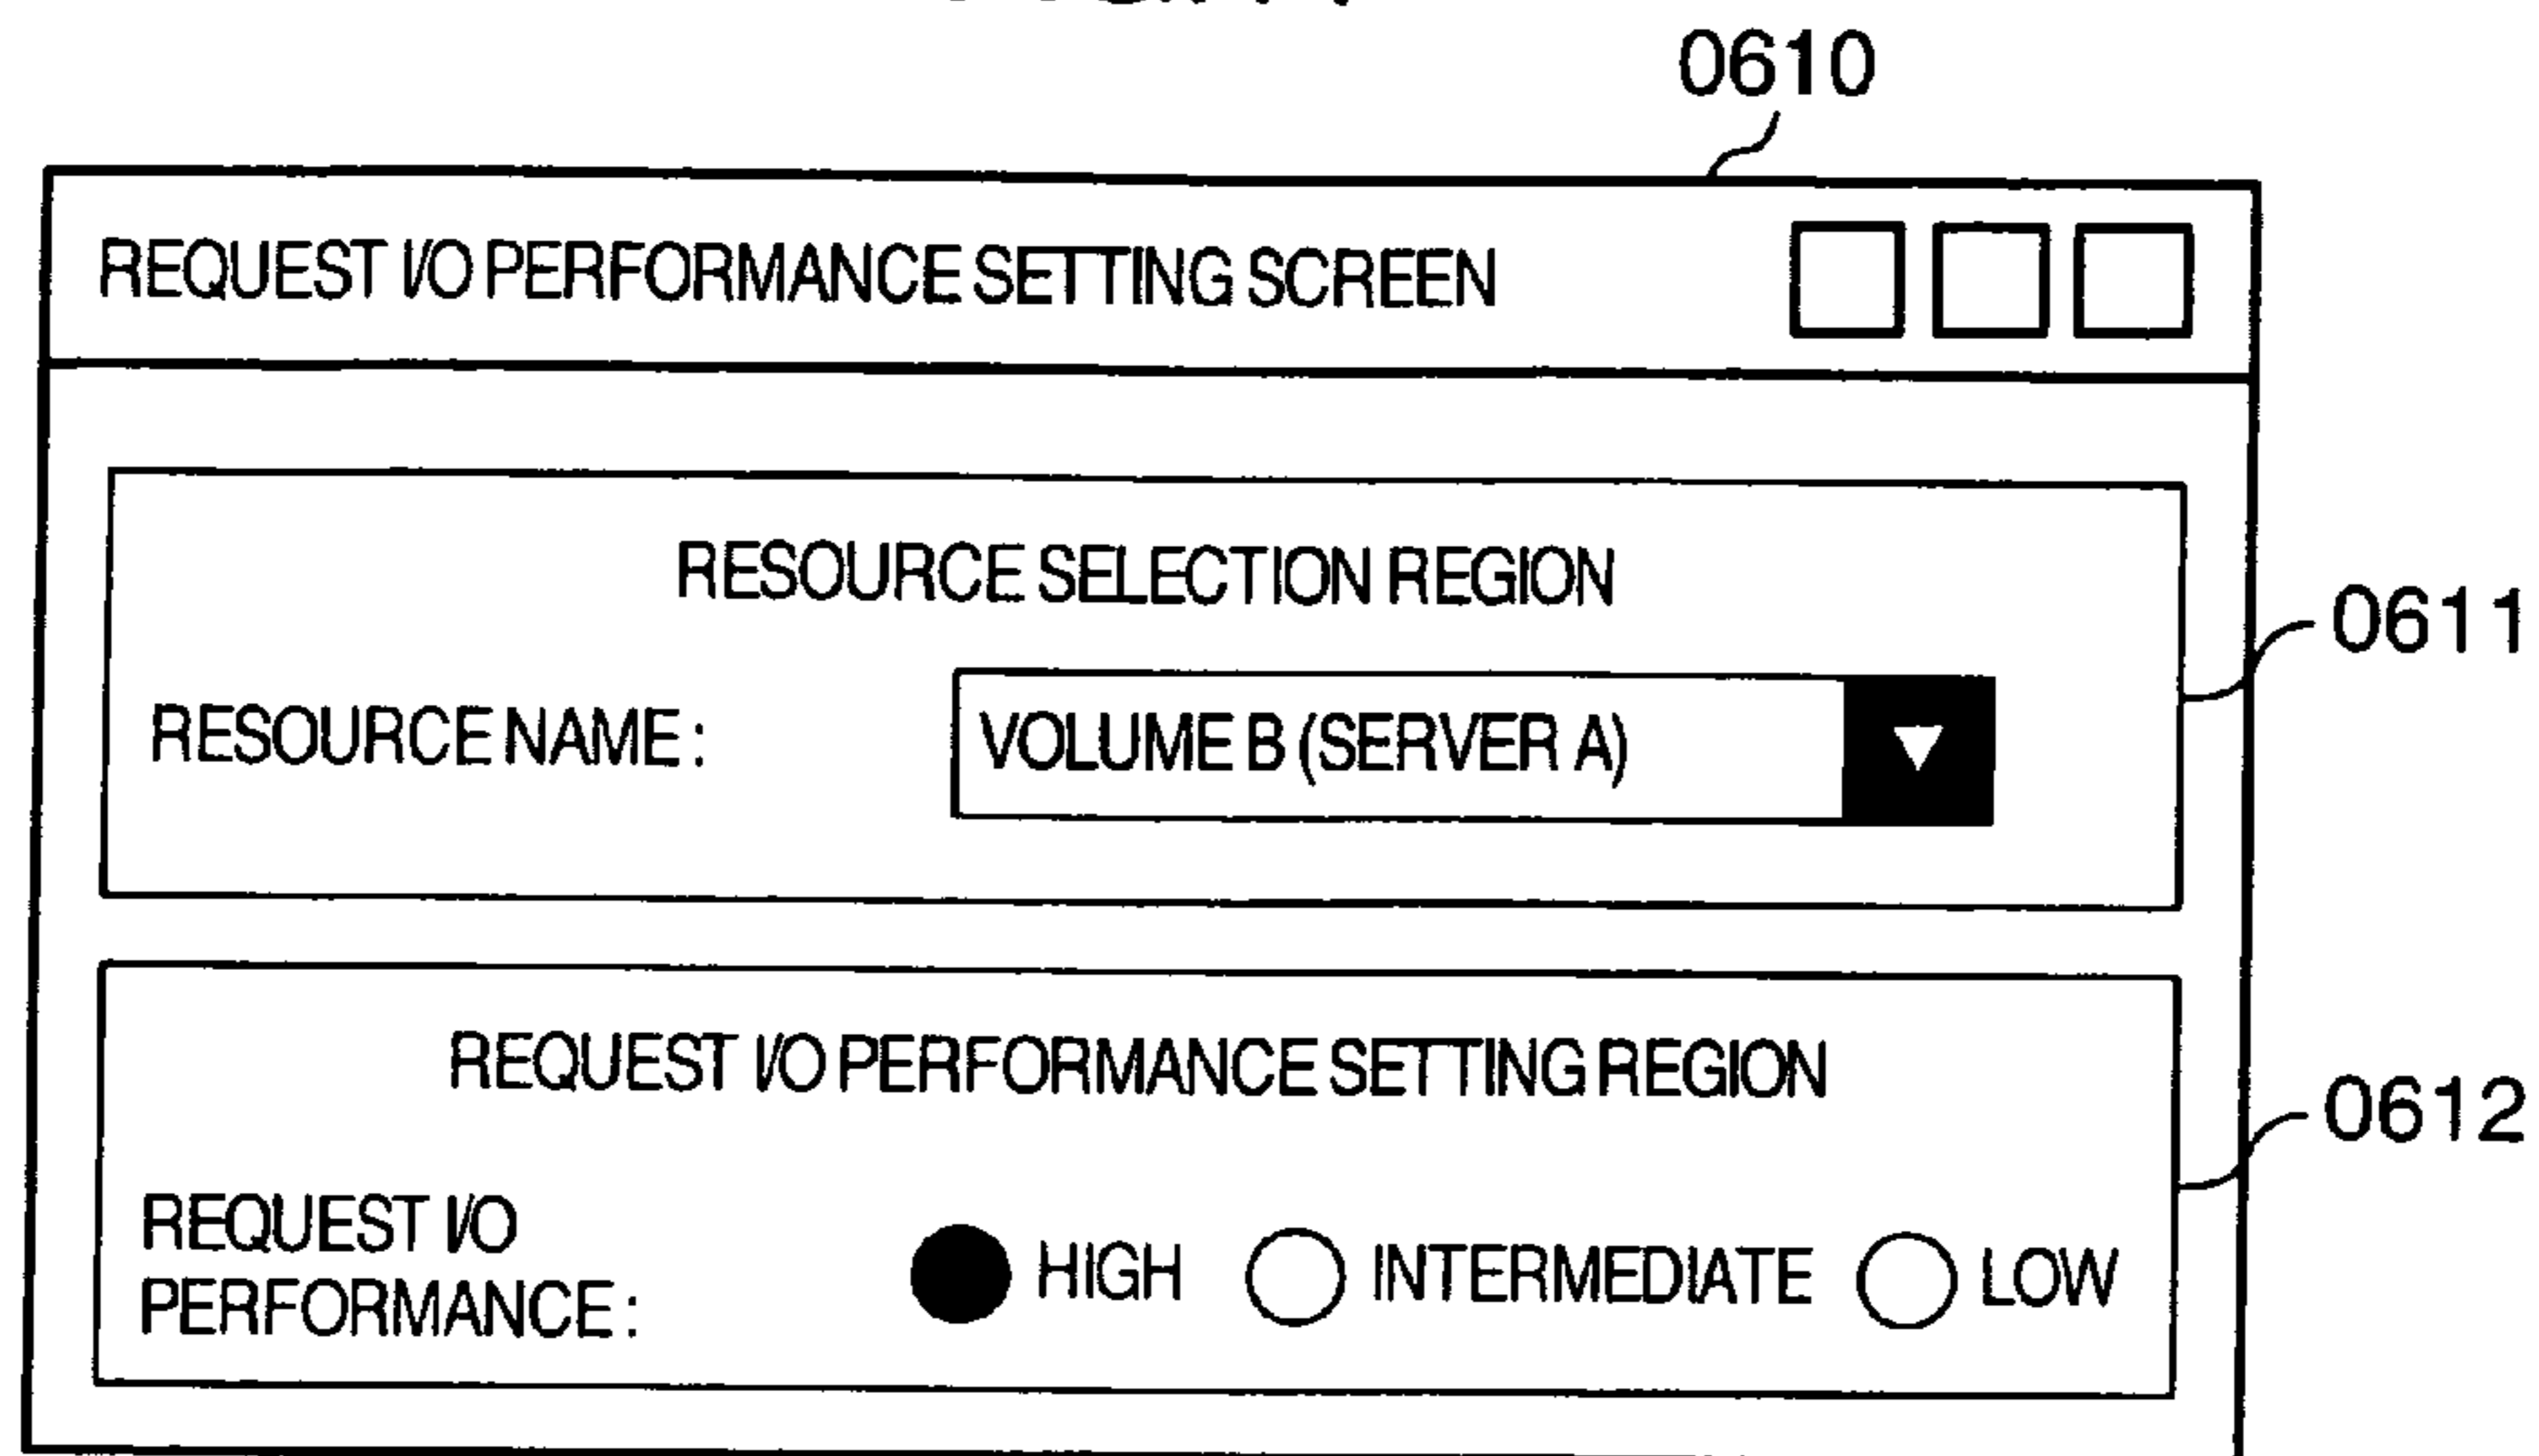 0610
REQUEST I/O PERFORMANCE SETTING SCREEN
RESOURCE SELECTION REGION
0611
RESOURCE NAME : VOLUME B (SERVER A)
REQUEST I/O PERFORMANCE SETTING REGION
0612
REQUEST I/O
PERFORMANCE : HIGH INTERMEDIATE LOW